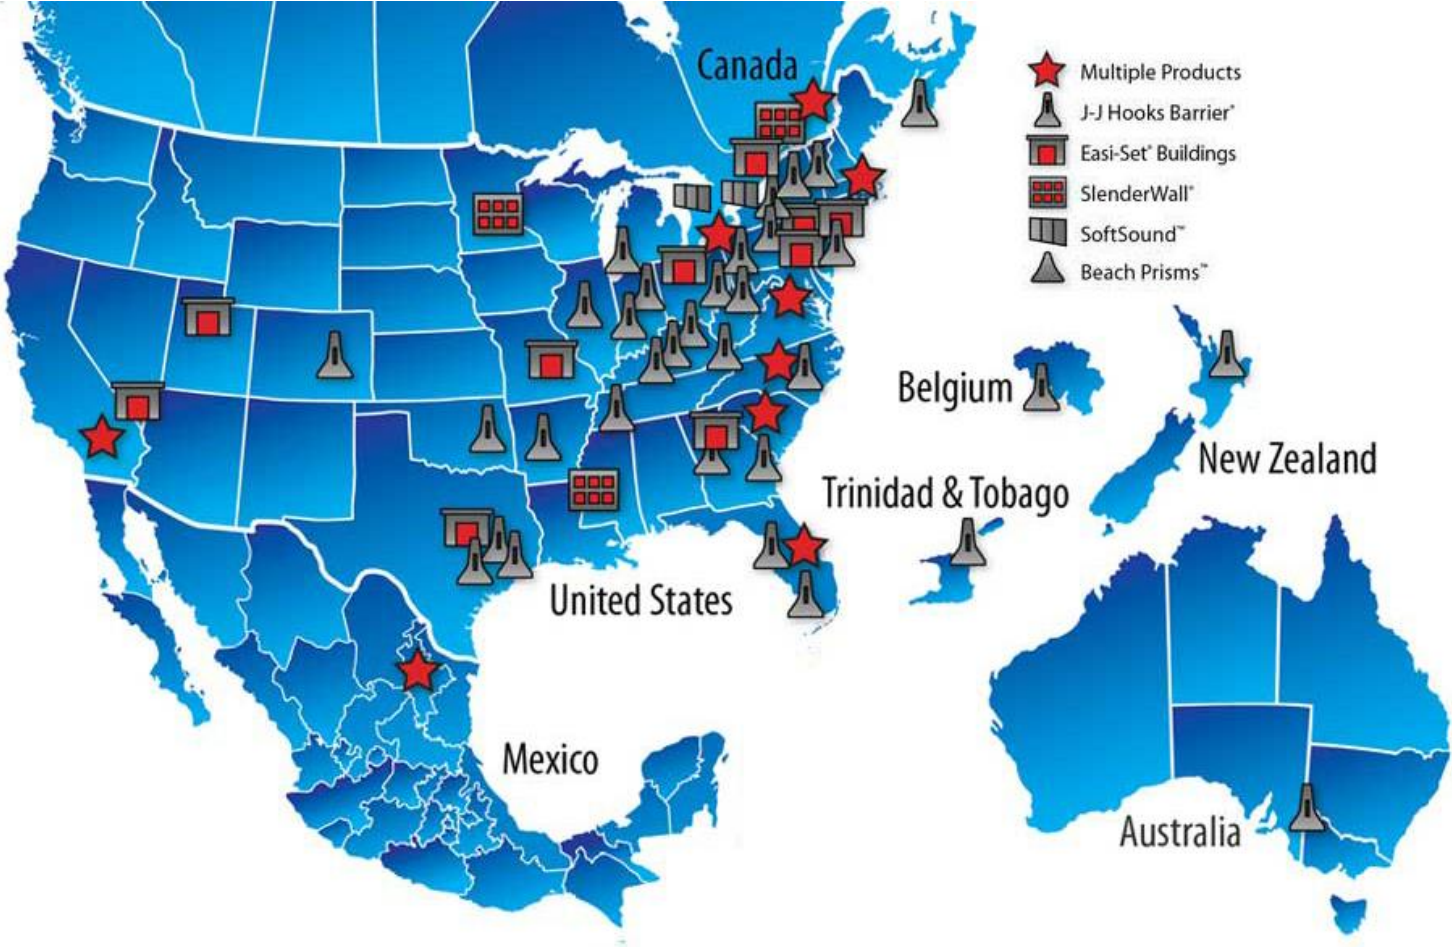 Canada
Multiple Products
J-J Hooks Barrier®
Easi-Set® Buildings
SlenderWall®
SoftSound™
Beach Prisms™
Belgium
New Zealand
Trinidad & Tobago
United States
Mexico
Australia